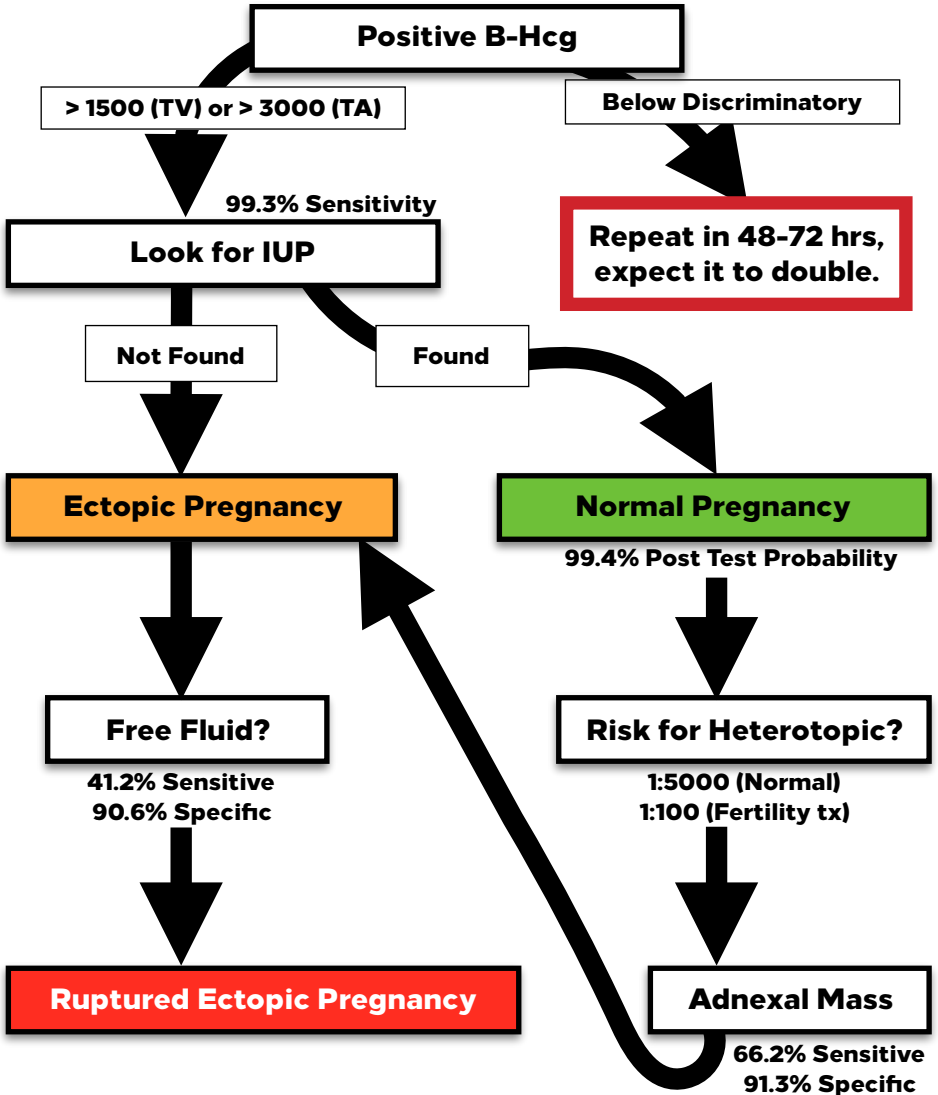 Positive B-Hcg
> 1500 (TV) or > 3000 (TA)
Below Discriminatory
99.3% Sensitivity
Look for IUP
Repeat in 48-72 hrs,
expect it to double.
Not Found
Found
Ectopic Pregnancy
Normal Pregnancy
99.4% Post Test Probability
Free Fluid?
41.2% Sensitive
90.6% Specific
Risk for Heterotopic?
1:5000 (Normal)
1:100 (Fertility tx)
Ruptured Ectopic Pregnancy
Adnexal Mass
66.2% Sensitive
91.3% Specific